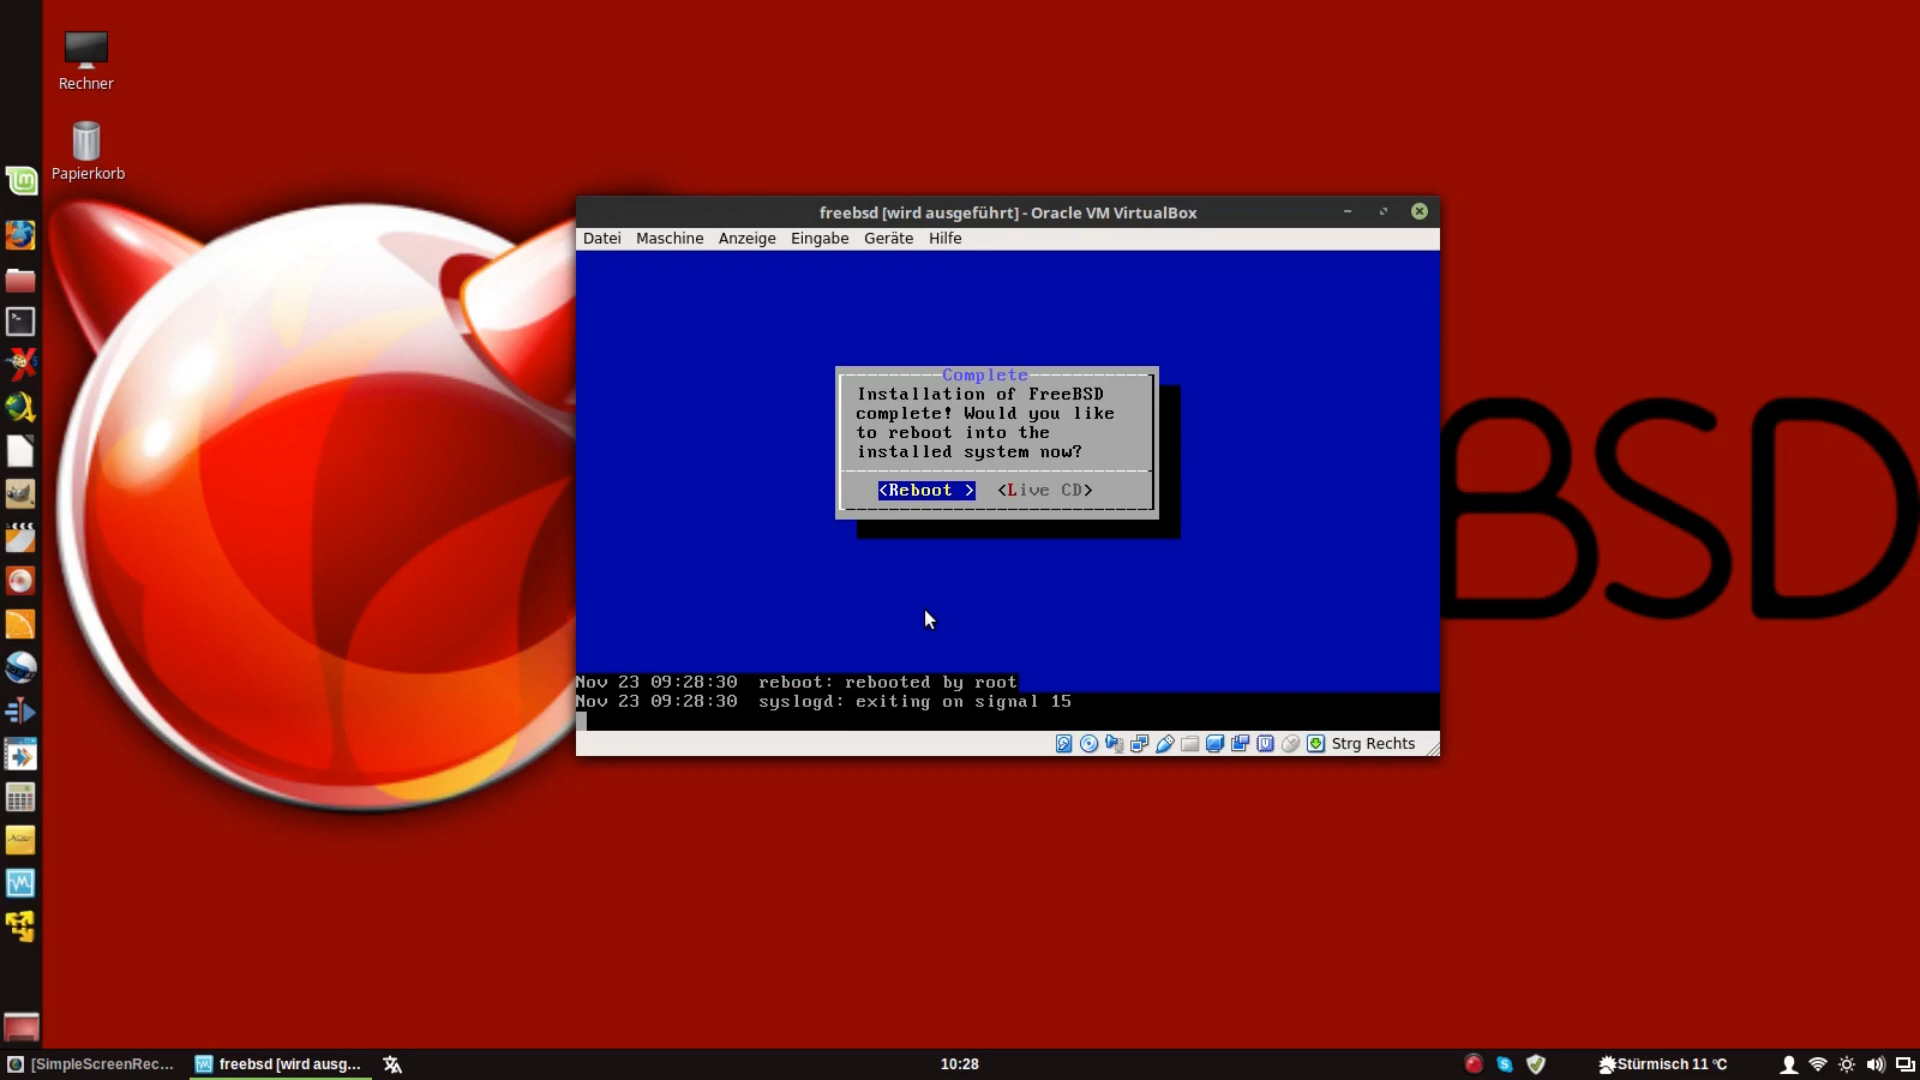 Rechner
Papierkorb
freebsd [wird ausgeführt] - Oracle VM VirtualBox
Datei Maschine Anzeige Eingabe Geräte Hilfe
Complete
Installation of FreeBSD
complete! Would you like
to reboot into the
installed system now?
<Reboot > <Live CD>
BSD
Nov 23 09:28:30 reboot: rebooted by root
Nov 23 09:28:30 syslogd: exiting on signal 15
Strg Rechts
[SimpleScreenRec... freebsd [wird ausg... 10:28 Stürmisch 11 °C